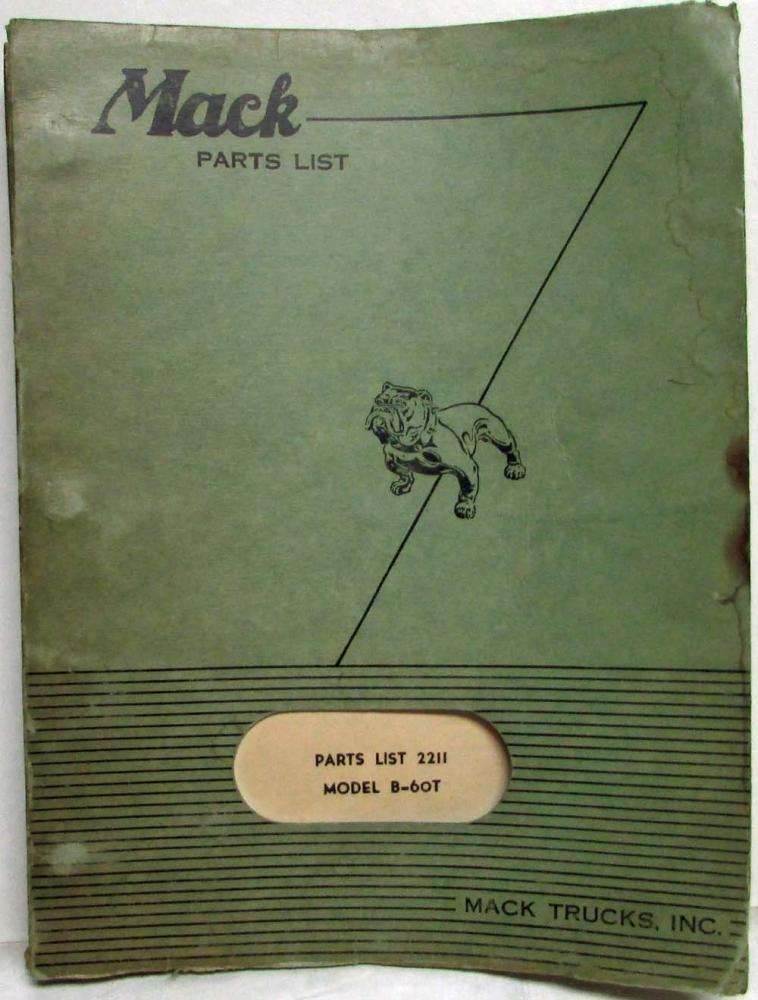 Mack
PARTS LIST
PARTS LIST 2211
MODEL B-60T
MACK TRUCKS, INC.